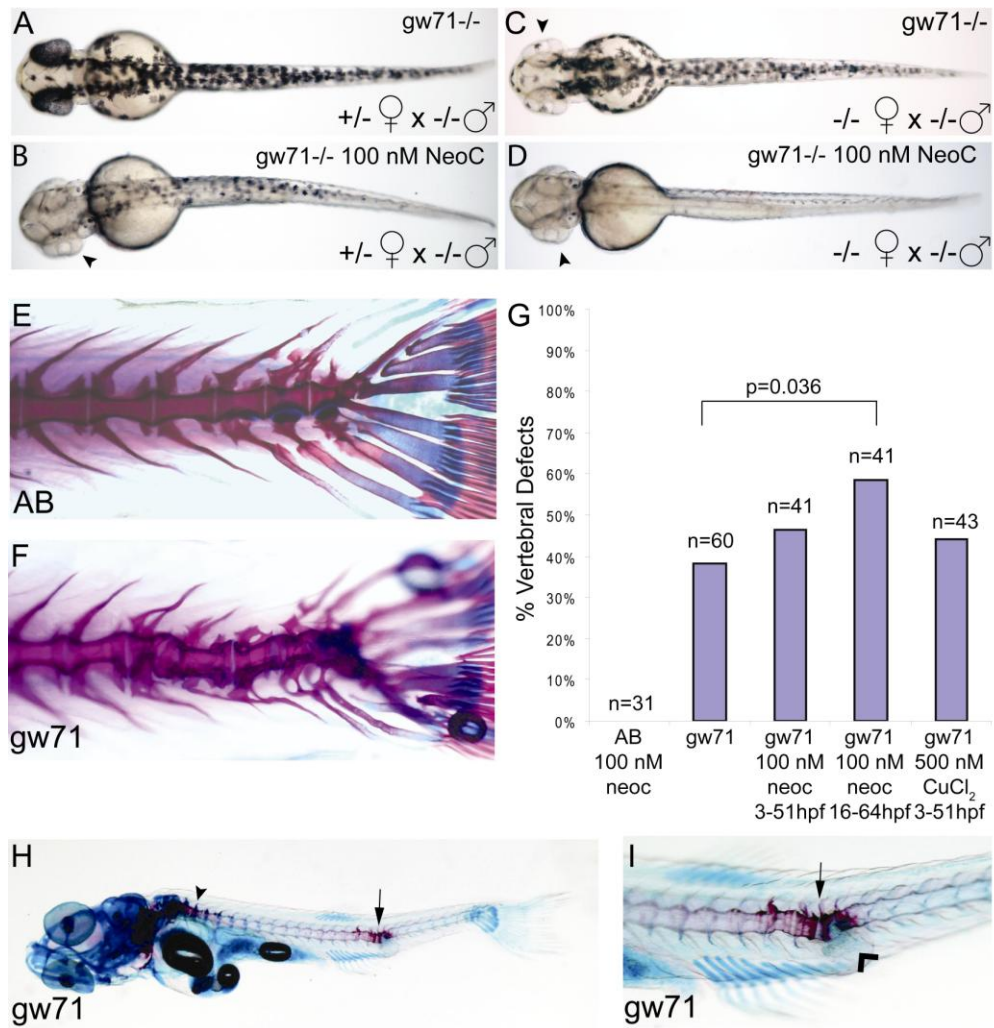 A
gw71-/-
+/- ♀ x -/- ♂
B
gw71-/- 100 nM NeoC
+/- ♀ x -/- ♂
C
gw71-/-
-/- ♀ x -/- ♂
D
gw71-/- 100 nM NeoC
-/- ♀ x -/- ♂
E
AB
F
gw71
G
% Vertebral Defects
100%
90%
80%
70%
60%
50%
40%
30%
20%
10%
0%
p=0.036
n=31
n=60
n=41
n=41
n=43
AB
100 nM
neoc
gw71
gw71
100 nM
neoc
3-51hpf
gw71
100 nM
neoc
16-64hpf
gw71
500 nM
CuCl₂
3-51hpf
H
gw71
I
gw71